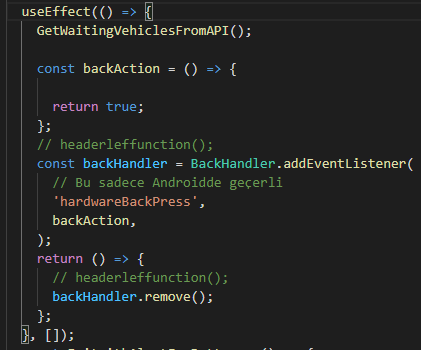 useEffect(() => {
  GetWaitingVehiclesFromAPI();

  const backAction = () => {

    return true;
  };
  // headerleffunction();
  const backHandler = BackHandler.addEventListener(
    // Bu sadece Androidde geçerli
    'hardwareBackPress',
    backAction,
  );
  return () => {
    // headerleffunction();
    backHandler.remove();
  };
}, []);